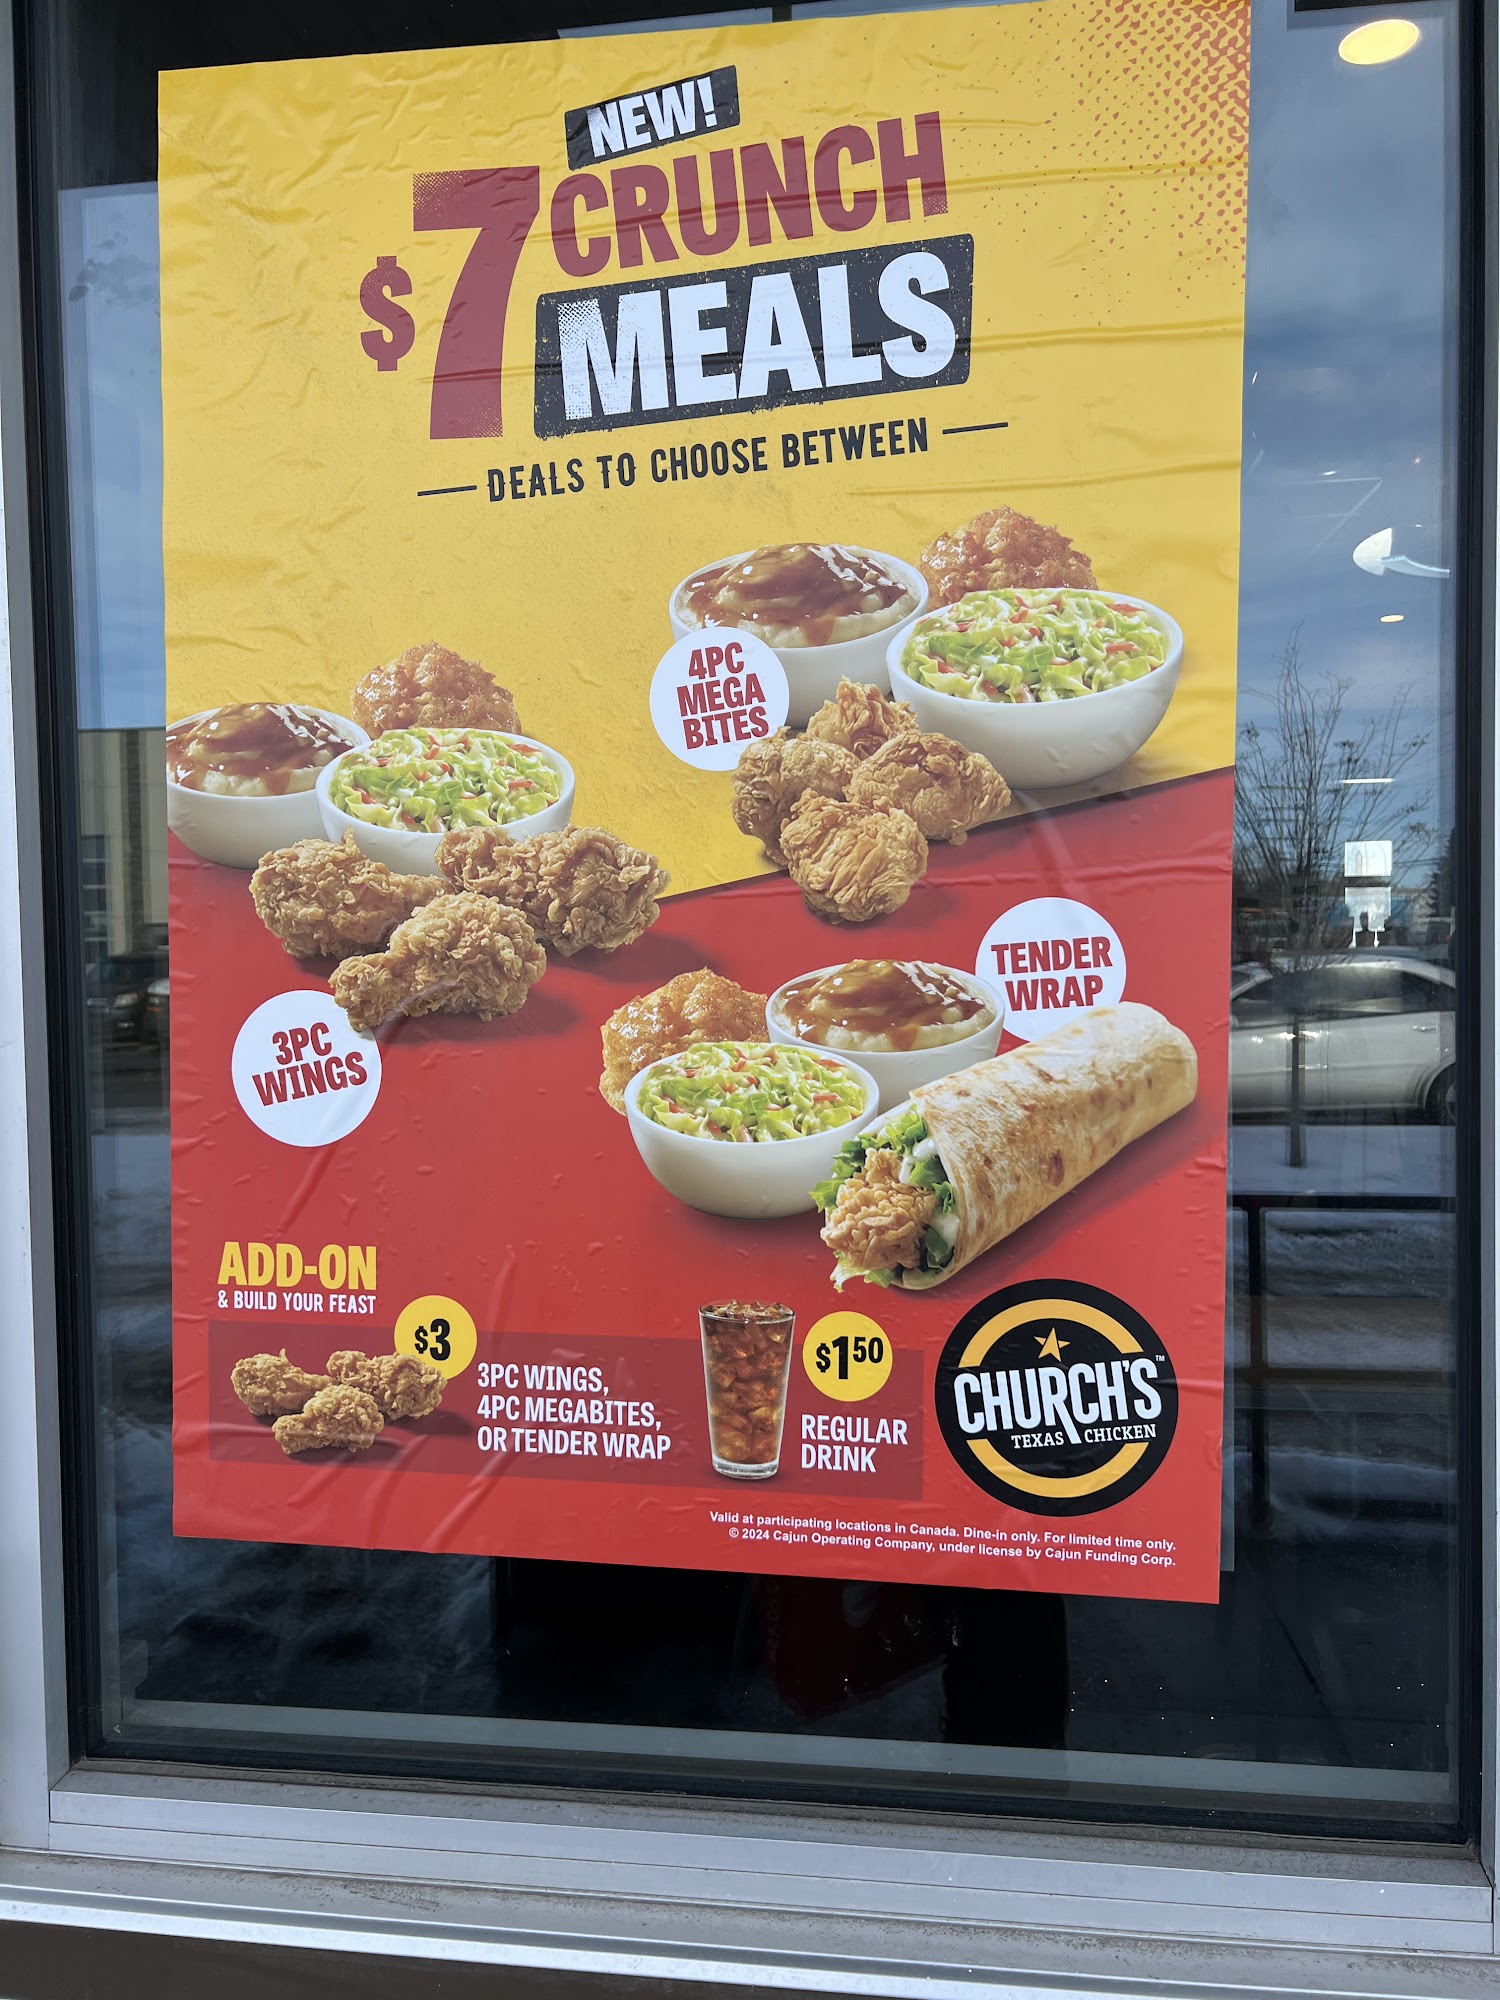 NEW!
$7 CRUNCH
MEALS
DEALS TO CHOOSE BETWEEN
4PC
MEGA
BITES
3PC
WINGS
TENDER
WRAP
ADD-ON
& BUILD YOUR FEAST
$3
3PC WINGS,
4PC MEGABITES,
OR TENDER WRAP
$150
REGULAR
DRINK
CHURCH'S™
TEXAS CHICKEN
Valid at participating locations in Canada. Dine-in only. For limited time only.
© 2024 Cajun Operating Company, under license by Cajun Funding Corp.